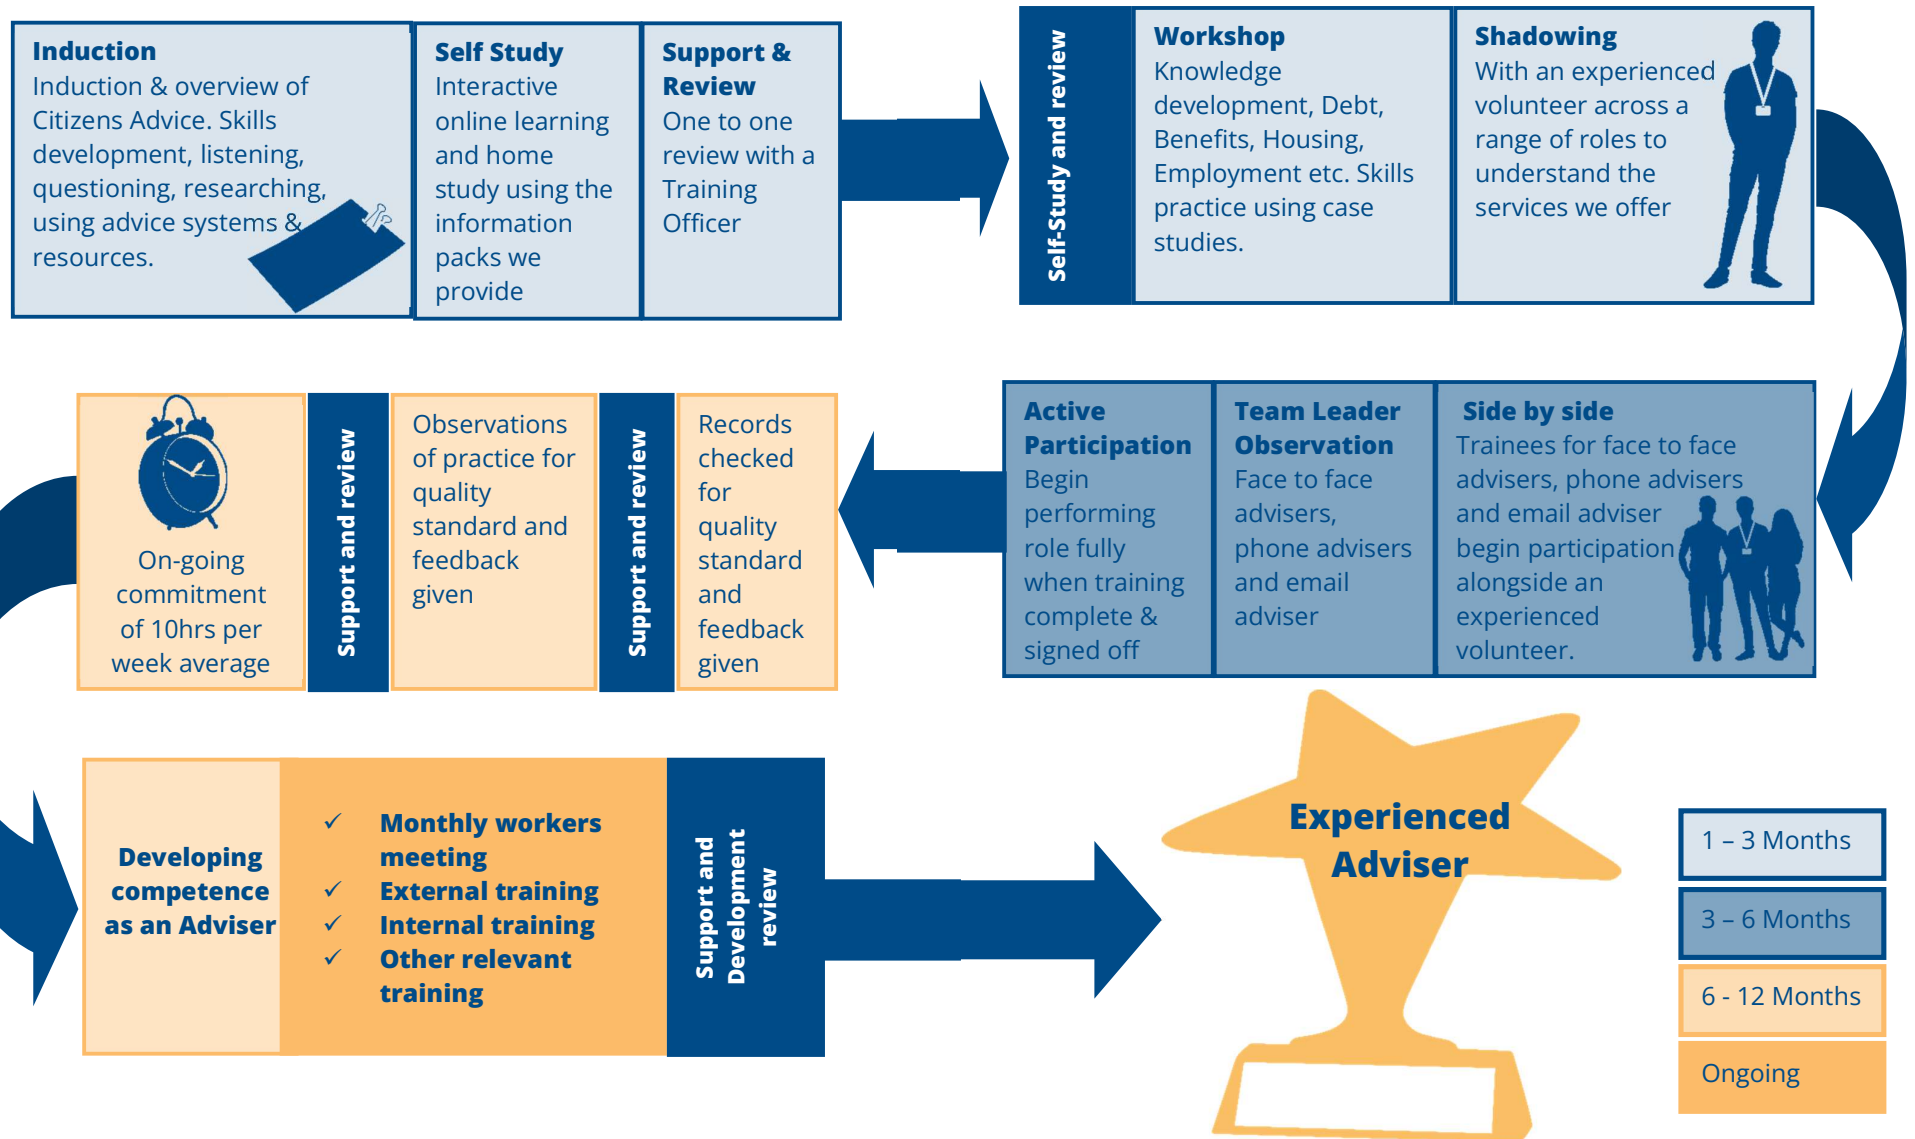 Induction
Induction & overview of
Citizens Advice. Skills
development, listening,
questioning, researching,
using advice systems &
resources.
Self Study
Interactive
online learning
and home
study using the
information
packs we
provide
Support &
Review
One to one
review with a
Training
Officer
Self-Study and review
Workshop
Knowledge
development, Debt,
Benefits, Housing,
Employment etc. Skills
practice using case
studies.
Shadowing
With an experienced
volunteer across a
range of roles to
understand the
services we offer
Side by side
Trainees for face to face
advisers, phone advisers
and email adviser
begin participation
alongside an
experienced
volunteer.
Team Leader
Observation
Face to face
advisers,
phone advisers
and email
adviser
Active
Participation
Begin
performing
role fully
when training
complete &
signed off
Records
checked
for
quality
standard
and
feedback
given
Support and review
Observations
of practice for
quality
standard and
feedback
given
Support and review
On-going
commitment
of 10hrs per
week average
Developing
competence
as an Adviser
✓ Monthly workers
meeting
✓ External training
✓ Internal training
✓ Other relevant
training
Support and
Development
review
Experienced
Adviser
1 – 3 Months
3 – 6 Months
6 - 12 Months
Ongoing